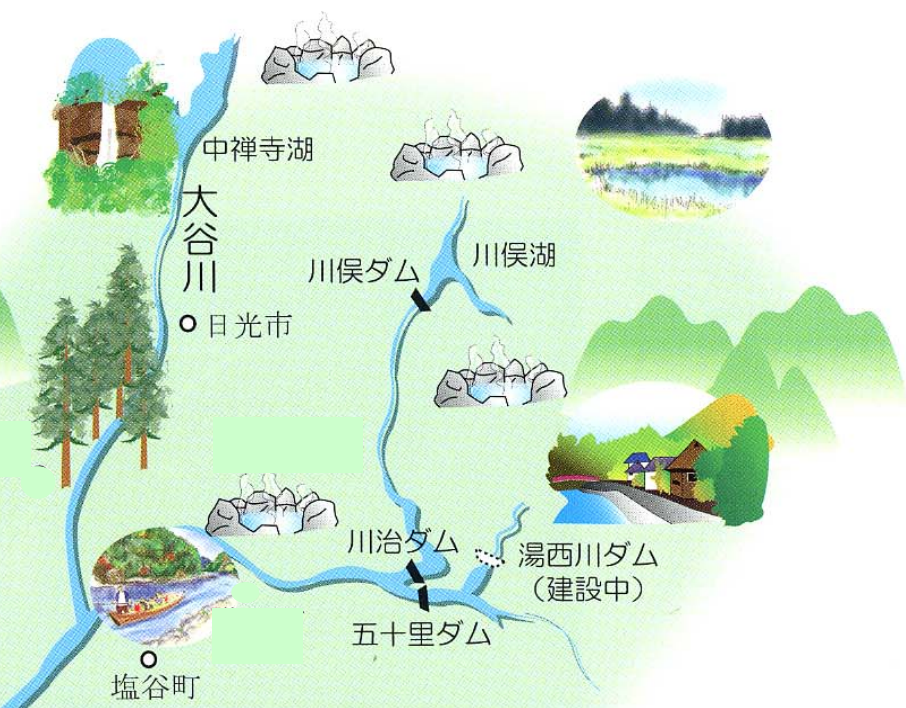 中禅寺湖
大谷川
川俣湖
川俣ダム
日光市
川治ダム
湯西川ダム
（建設中）
五十里ダム
塩谷町